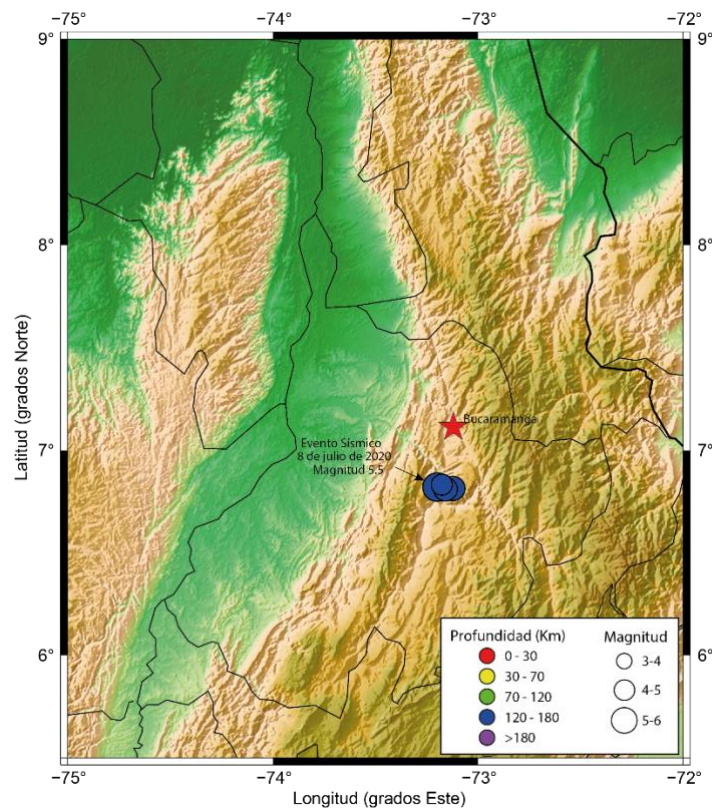 −75° −74° −73° −72°
9° 9°
8° 8°
Bucaramanga
7° 7°
Evento Sísmico
8 de julio de 2020
Magnitud 5.5
6° 6°
Profundidad (Km) Magnitud
0 - 30 3-4
30 - 70
70 - 120 4-5
120 - 180 5-6
>180
−75° −74° −73° −72°
Latitud (grados Norte)
Longitud (grados Este)